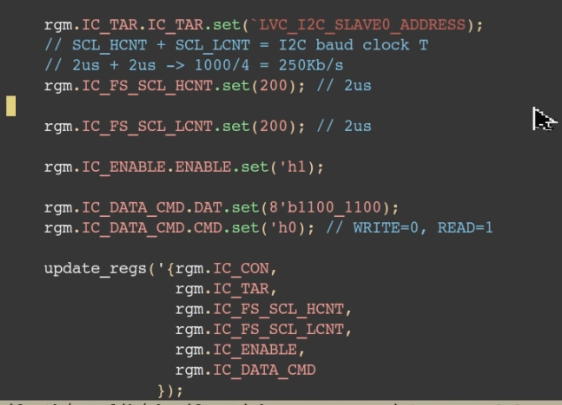 rgm.IC_TAR.IC_TAR.set(`LVC_I2C_SLAVE0_ADDRESS);
// SCL_HCNT + SCL_LCNT = I2C baud clock T
// 2us + 2us -> 1000/4 = 250Kb/s
rgm.IC_FS_SCL_HCNT.set(200); // 2us
rgm.IC_FS_SCL_LCNT.set(200); // 2us
rgm.IC_ENABLE.ENABLE.set('h1);
rgm.IC_DATA_CMD.DAT.set(8'b1100_1100);
rgm.IC_DATA_CMD.CMD.set('h0); // WRITE=0, READ=1
update_regs('{rgm.IC_CON,
rgm.IC_TAR,
rgm.IC_FS_SCL_HCNT,
rgm.IC_FS_SCL_LCNT,
rgm.IC_ENABLE,
rgm.IC_DATA_CMD
});